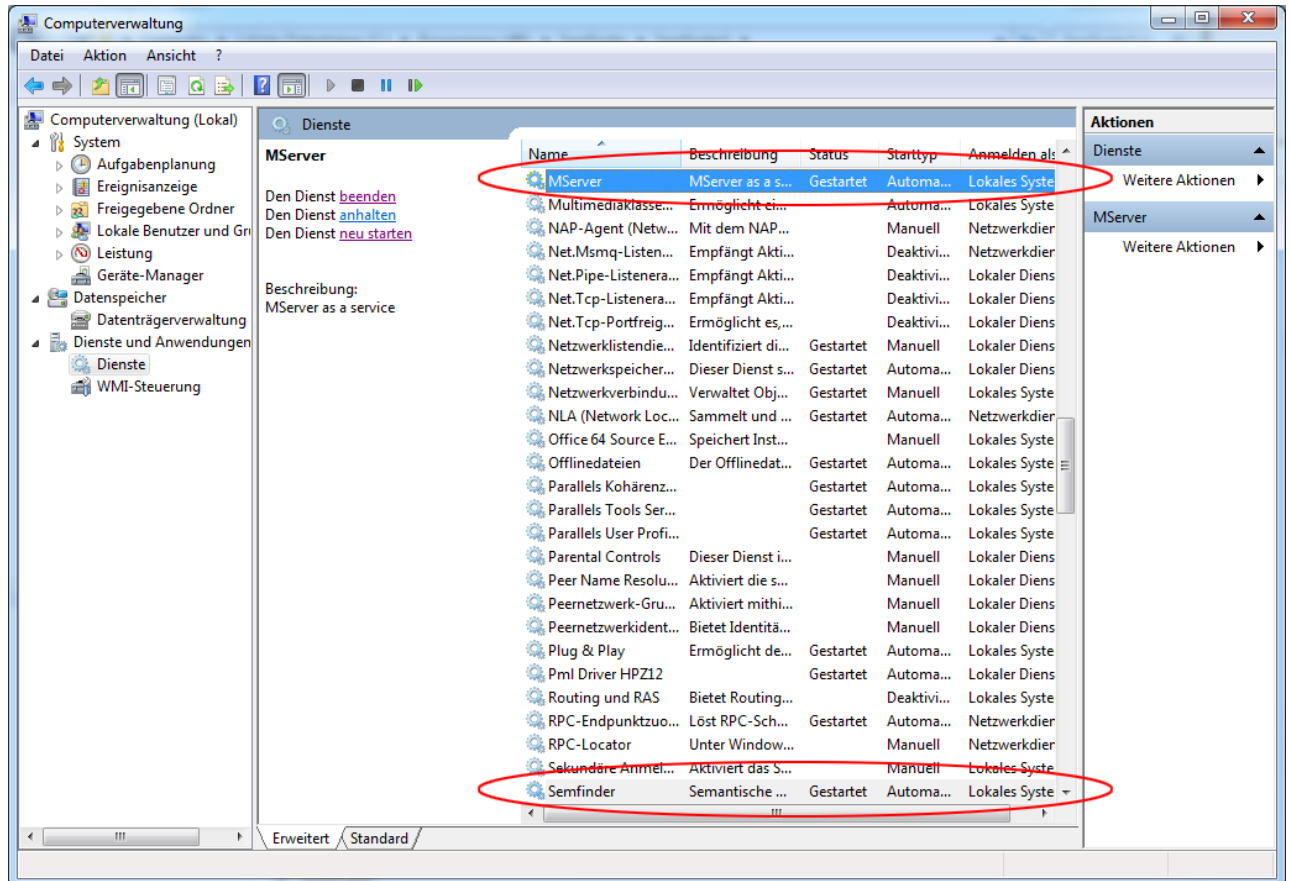 Computerverwaltung
Datei Aktion Ansicht ?
Computerverwaltung (Lokal)
System
Aufgabenplanung
Ereignisanzeige
Freigegebene Ordner
Lokale Benutzer und Gru
Leistung
Geräte-Manager
Datenspeicher
Datenträgerverwaltung
Dienste und Anwendungen
Dienste
WMI-Steuerung
Dienste
MServer
Den Dienst beenden
Den Dienst anhalten
Den Dienst neu starten
Beschreibung:
MServer as a service
Name Beschreibung Status Starttyp Anmelden als
MServer MServer as a s... Gestartet Automa... Lokales Syste
Multimediaklasse... Ermöglicht ei... Automa... Lokales Syste
NAP-Agent (Netw... Mit dem NAP... Manuell Netzwerkdien
Net.Msmq-Listen... Empfängt Akti... Deaktivi... Netzwerkdien
Net.Pipe-Listenera... Empfängt Akti... Deaktivi... Lokaler Diens
Net.Tcp-Listenera... Empfängt Akti... Deaktivi... Lokaler Diens
Net.Tcp-Portfreig... Ermöglicht es,... Deaktivi... Lokaler Diens
Netzwerklistendie... Identifiziert di... Gestartet Manuell Lokaler Diens
Netzwerkspeicher... Dieser Dienst s... Gestartet Automa... Lokaler Diens
Netzwerkverbindu... Verwaltet Obj... Gestartet Manuell Lokales Syste
NLA (Network Loc... Sammelt und ... Gestartet Automa... Netzwerkdien
Office 64 Source E... Speichert Inst... Manuell Lokales Syste
Offlinedateien Der Offlinedat... Gestartet Automa... Lokales Syste
Parallels Kohärenz... Gestartet Automa... Lokales Syste
Parallels Tools Ser... Gestartet Automa... Lokales Syste
Parallels User Profi... Gestartet Automa... Lokales Syste
Parental Controls Dieser Dienst i... Manuell Lokaler Diens
Peer Name Resolu... Aktiviert die s... Manuell Lokaler Diens
Peernetzwerk-Gru... Aktiviert mithi... Manuell Lokaler Diens
Peernetzwerkident... Bietet Identitä... Manuell Lokaler Diens
Plug & Play Ermöglicht de... Gestartet Automa... Lokales Syste
Pml Driver HPZ12 Gestartet Automa... Lokaler Diens
Routing und RAS Bietet Routing... Deaktivi... Lokales Syste
RPC-Endpunktzuo... Löst RPC-Sch... Gestartet Automa... Netzwerkdien
RPC-Locator Unter Window... Manuell Netzwerkdien
Sekundäre Anmel... Aktiviert das S... Manuell Lokales Syste
Semfinder Semantische ... Gestartet Automa... Lokales Syste
Erweitert Standard
Aktionen
Dienste
Weitere Aktionen
MServer
Weitere Aktionen